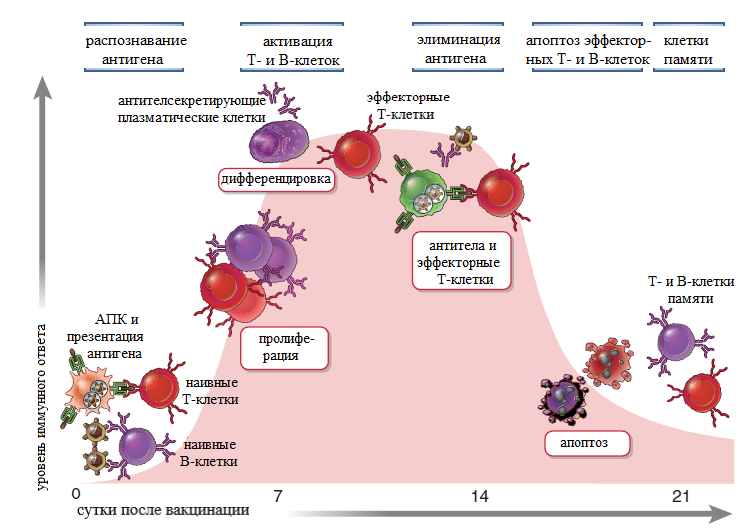 распознавание
антигена
активация
Т- и В-клеток
элиминация
антигена
апоптоз эффектор-
ных Т- и В-клеток
клетки
памяти
антителсекретирующие
плазматические клетки
эффекторные
Т-клетки
дифференцировка
антитела и
эффекторные
Т-клетки
Т- и В-клетки
памяти
АПК и
презентация
антигена
пролифе-
рация
наивные
Т-клетки
наивные
В-клетки
апоптоз
уровень иммунного ответа
0
7
14
21
сутки после вакцинации